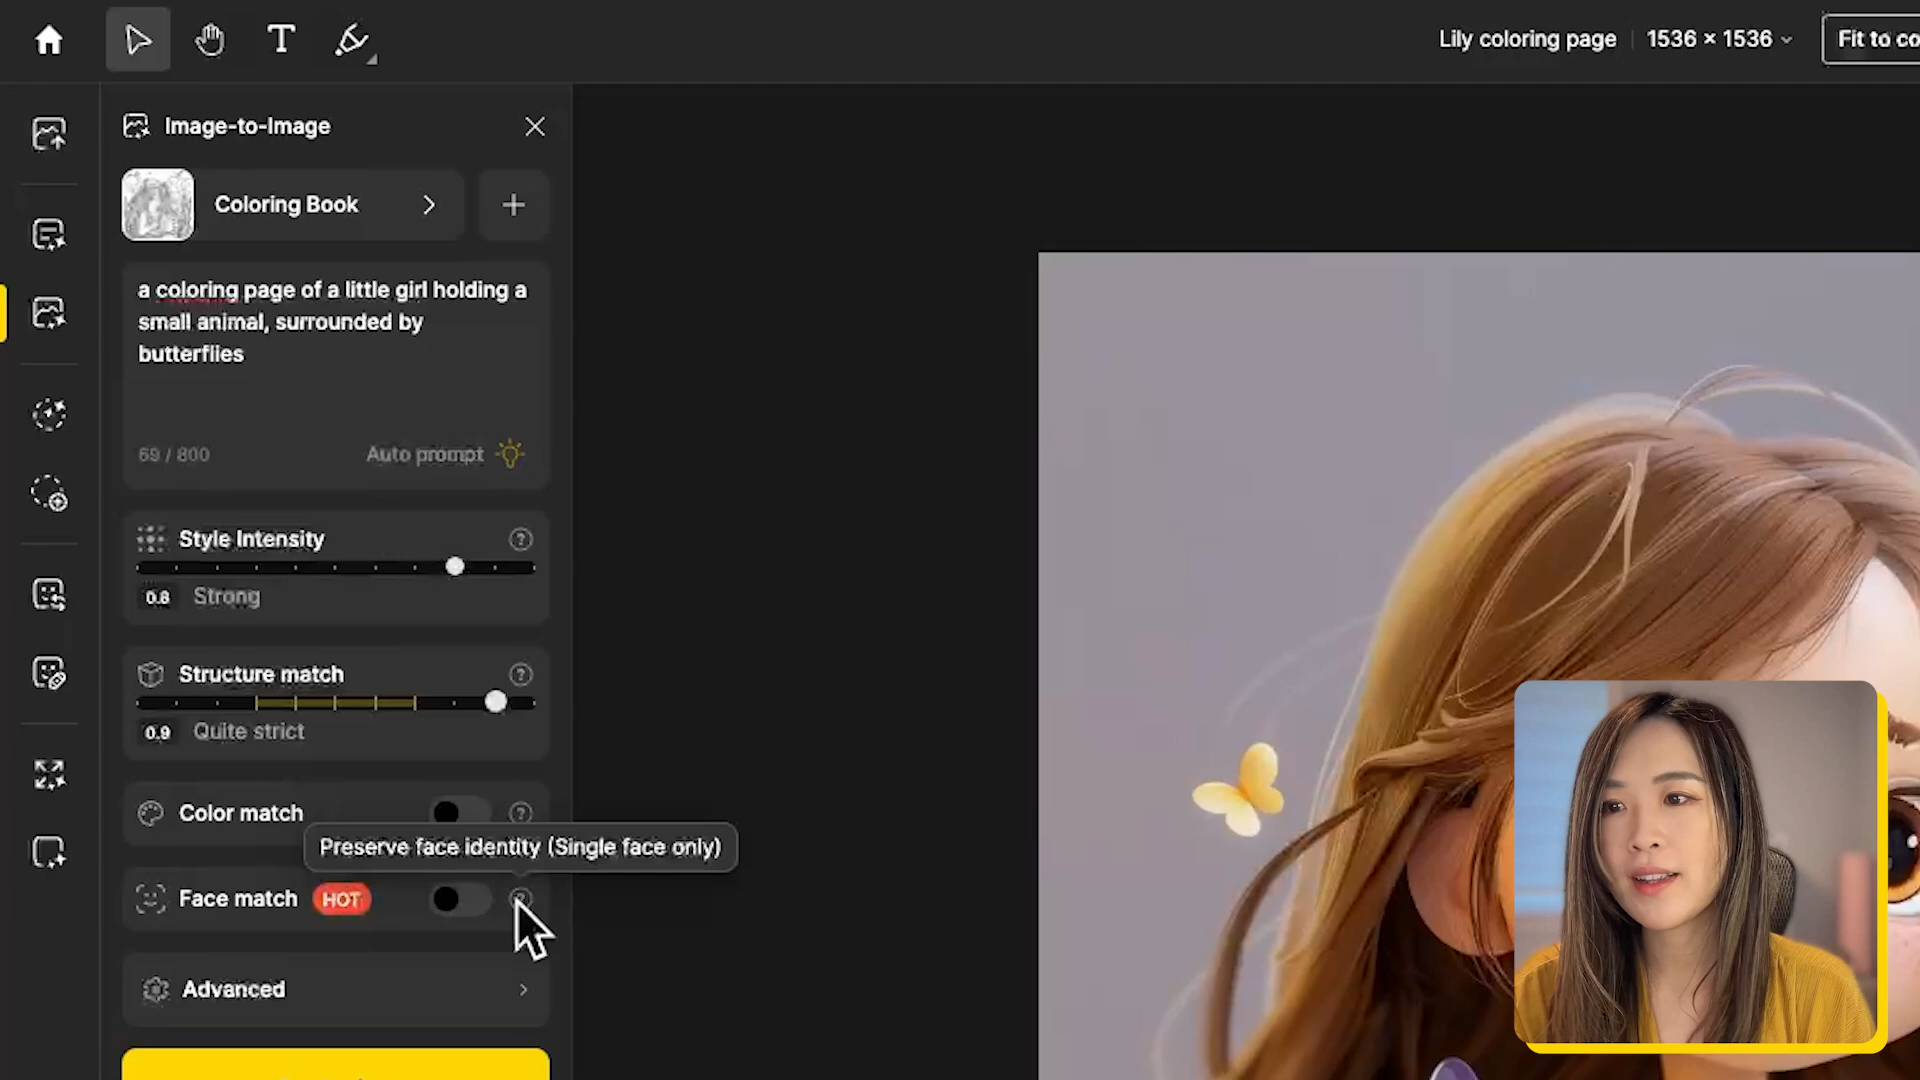 T
Lily coloring page
1536 × 1536
Fit to co
Image-to-Image
Coloring Book
a coloring page of a little girl holding a
small animal, surrounded by
butterflies
69 / 800
Auto prompt
Style Intensity
?
0.8
Strong
Structure match
?
0.9
Quite strict
Color match
?
Preserve face identity (Single face only)
Face match
HOT
Advanced